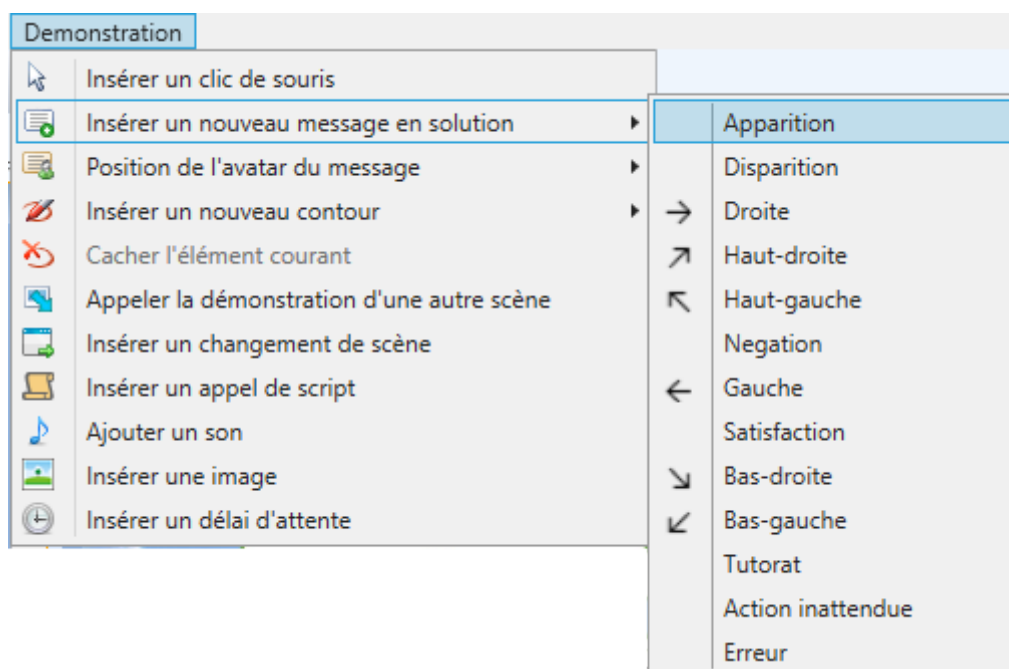 Demonstration
Insérer un clic de souris
Insérer un nouveau message en solution
Position de l'avatar du message
Insérer un nouveau contour
Cacher l'élément courant
Appeler la démonstration d'une autre scène
Insérer un changement de scène
Insérer un appel de script
Ajouter un son
Insérer une image
Insérer un délai d'attente
Apparition
Disparition
Droite
Haut-droite
Haut-gauche
Negation
Gauche
Satisfaction
Bas-droite
Bas-gauche
Tutorat
Action inattendue
Erreur